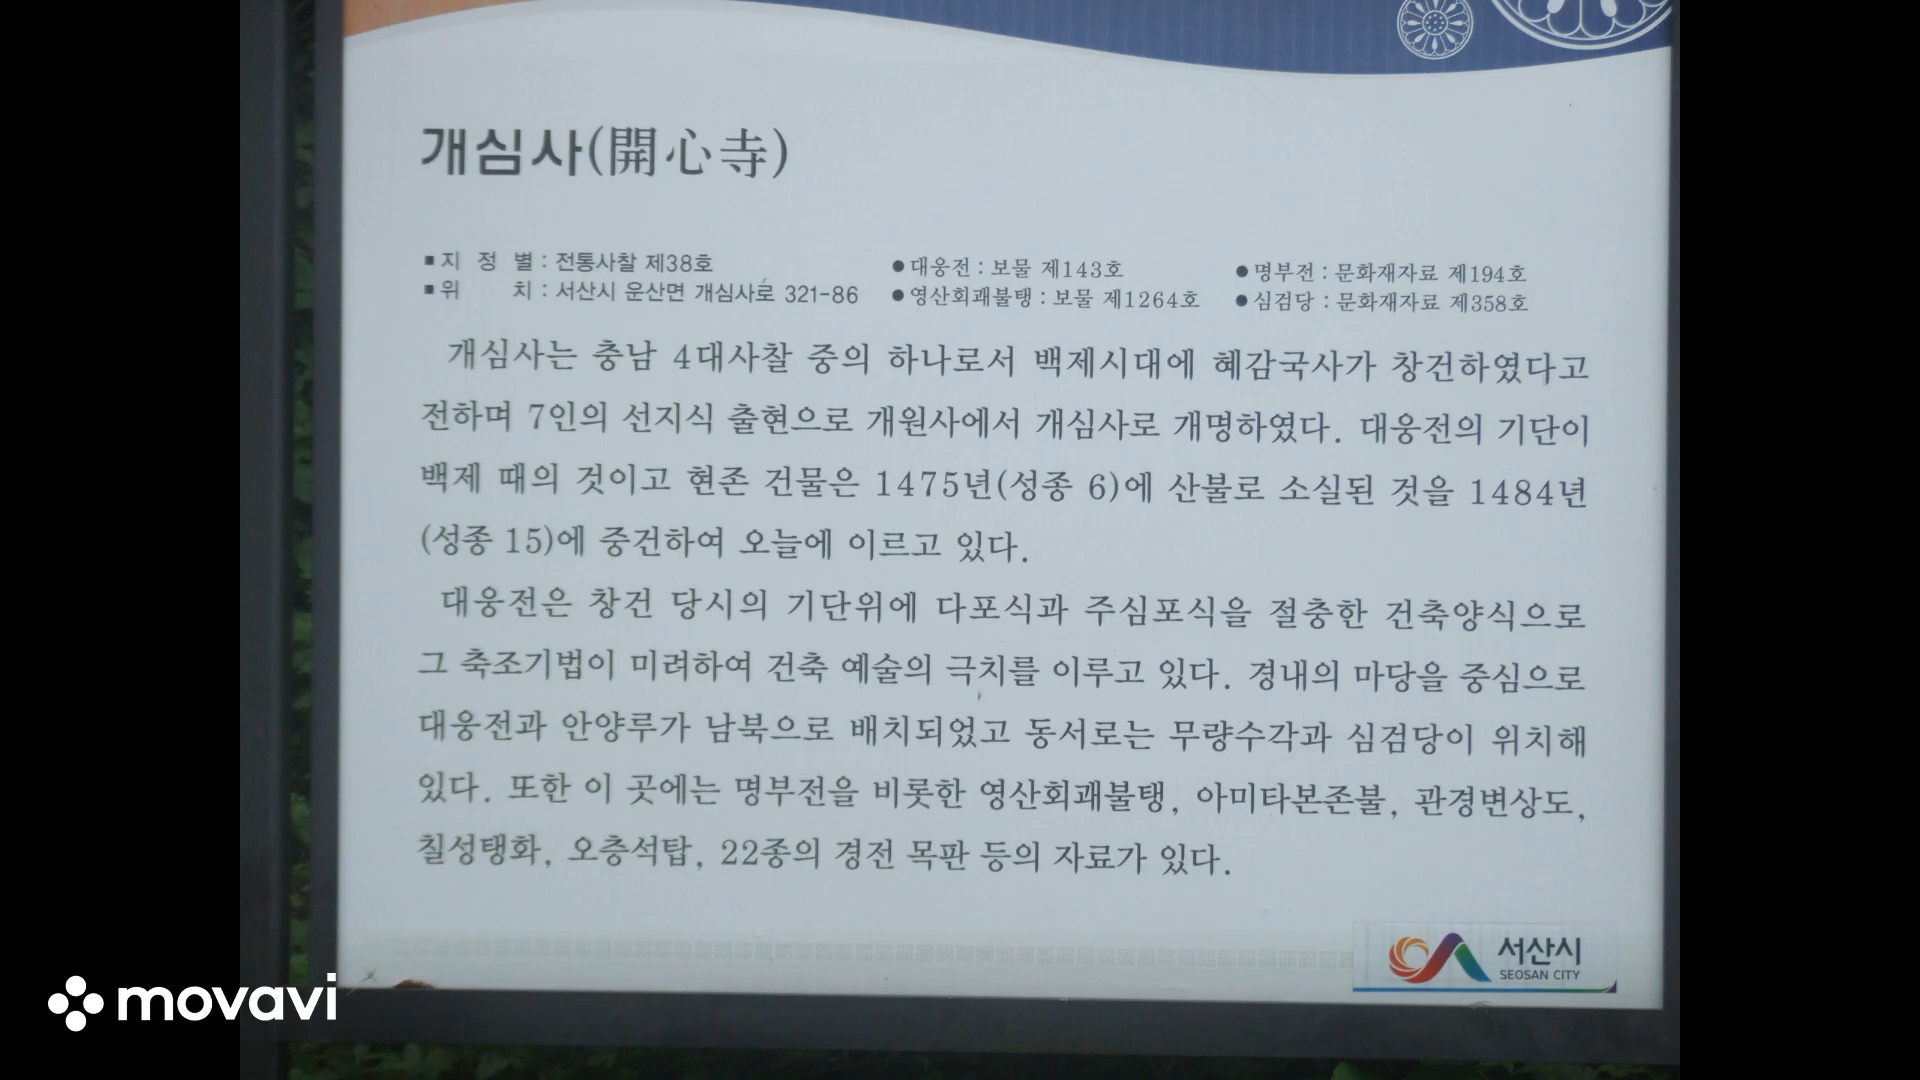 개심사(開心寺)
■ 지 정 별 : 전통사찰 제38호 ● 대웅전 : 보물 제143호 ● 명부전 : 문화재자료 제194호
■ 위 치 : 서산시 운산면 개심사로 321-86 ● 영산회괘불탱 : 보물 제1264호 ● 심검당 : 문화재자료 제358호
개심사는 충남 4대사찰 중의 하나로서 백제시대에 혜감국사가 창건하였다고
전하며 7인의 선지식 출현으로 개원사에서 개심사로 개명하였다. 대웅전의 기단이
백제 때의 것이고 현존 건물은 1475년(성종 6)에 산불로 소실된 것을 1484년
(성종 15)에 중건하여 오늘에 이르고 있다.
대웅전은 창건 당시의 기단위에 다포식과 주심포식을 절충한 건축양식으로
그 축조기법이 미려하여 건축 예술의 극치를 이루고 있다. 경내의 마당을 중심으로
대웅전과 안양루가 남북으로 배치되었고 동서로는 무량수각과 심검당이 위치해
있다. 또한 이 곳에는 명부전을 비롯한 영산회괘불탱, 아미타본존불, 관경변상도,
칠성탱화, 오층석탑, 22종의 경전 목판 등의 자료가 있다.
서산시
SEOSAN CITY
movavi